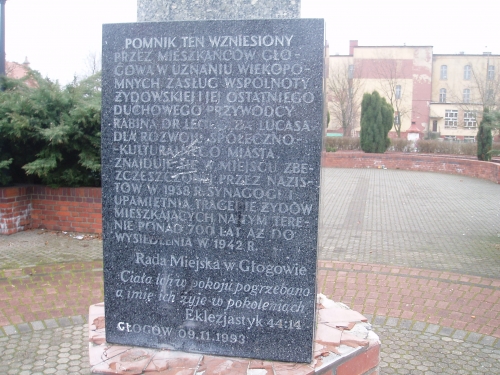 POMNIK TEN WZNIESIONY
PRZEZ MIESZKAŃCÓW GŁO-
GOWA W UZNANIU WIEKOPO-
MNYCH ZASŁUG WSPÓLNOTY
ŻYDOWSKIEJ I JEJ OSTATNIEGO
DUCHOWEGO PRZYWÓDCY
RABINA DR LEOPOLDA LUCASA
DLA ROZWOJU SPOŁECZNO-
-KULTURALNEGO MIASTA
ZNAJDUJE SIĘ W MIEJSCU ZBE-
ZCZESZCZONEJ PRZEZ NAZIS-
TÓW W 1938 R. SYNAGOGI I
UPAMIĘTNIA TRAGEDIĘ ŻYDÓW
MIESZKAJĄCYCH NA TYM TERE-
NIE PONAD 700 LAT AŻ DO
WYSIEDLENIA W 1942 R.
Rada Miejska w Głogowie
Ciała ich w pokoju pogrzebano
a imię ich żyje w pokoleniach
Eklezjastyk 44:14
GŁOGÓW 09.11.1993